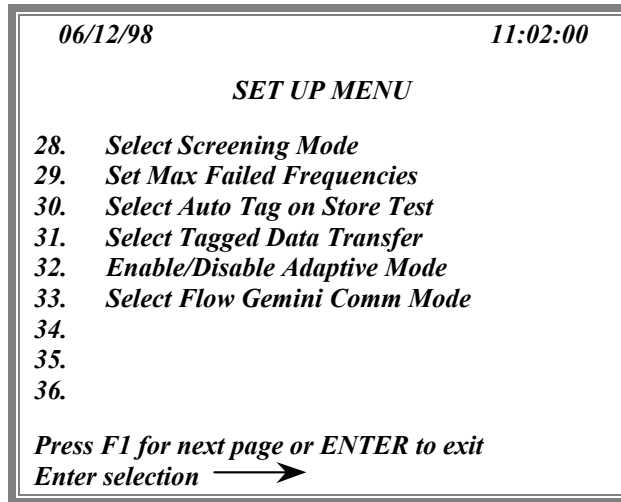 06/12/98 11:02:00
SET UP MENU
28. Select Screening Mode
29. Set Max Failed Frequencies
30. Select Auto Tag on Store Test
31. Select Tagged Data Transfer
32. Enable/Disable Adaptive Mode
33. Select Flow Gemini Comm Mode
34.
35.
36.
Press F1 for next page or ENTER to exit
Enter selection